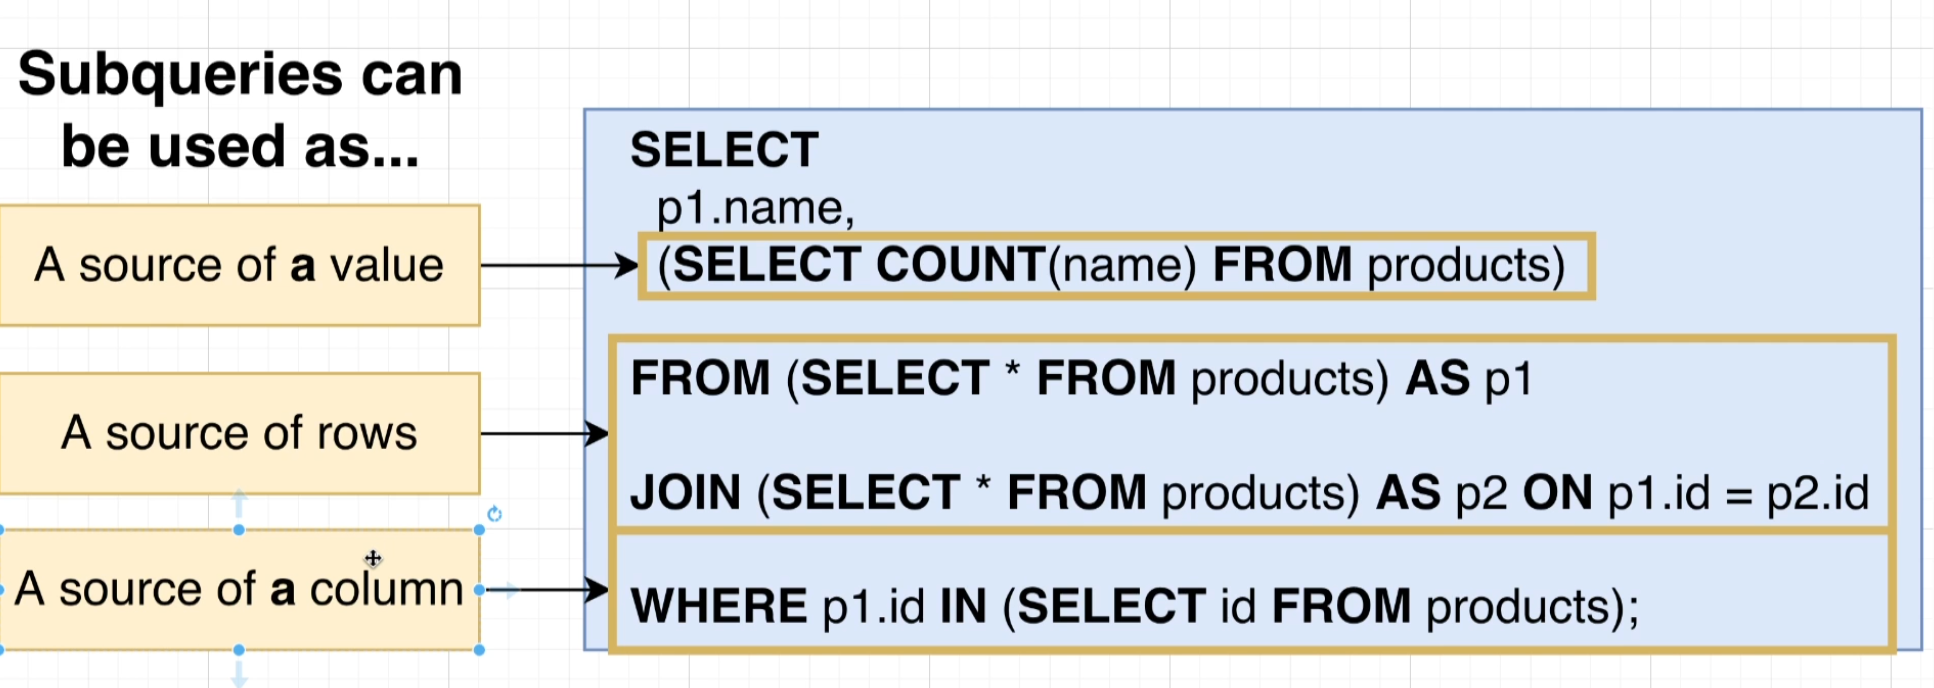 Subqueries can
be used as...
A source of a value
A source of rows
A source of a column
SELECT
p1.name,
(SELECT COUNT(name) FROM products)
FROM (SELECT * FROM products) AS p1
JOIN (SELECT * FROM products) AS p2 ON p1.id = p2.id
WHERE p1.id IN (SELECT id FROM products);